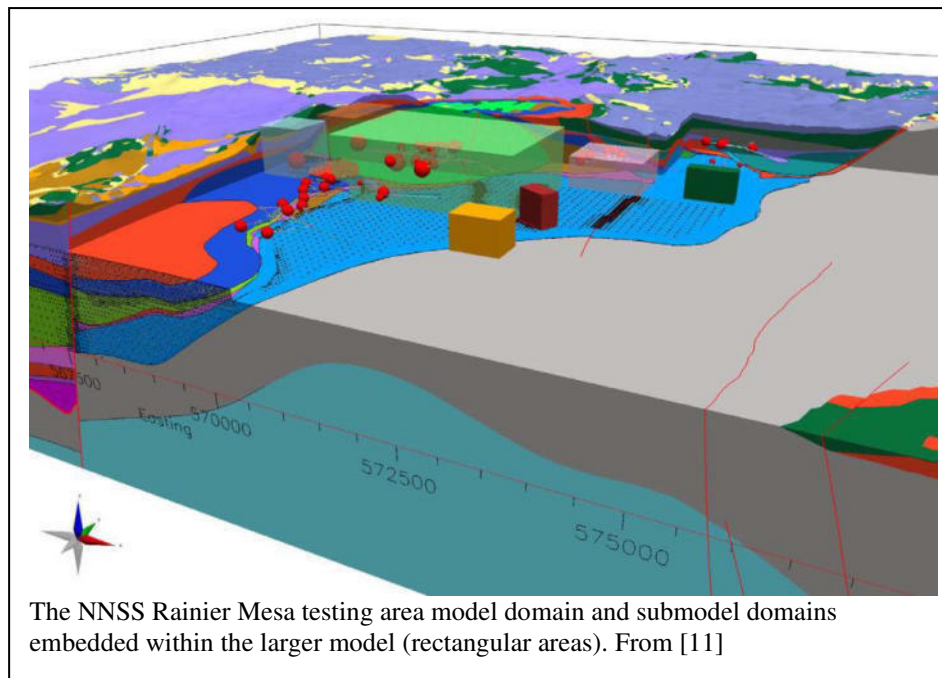 567500
Easting
570000
572500
575000
The NNSS Rainier Mesa testing area model domain and submodel domains
embedded within the larger model (rectangular areas). From [11]